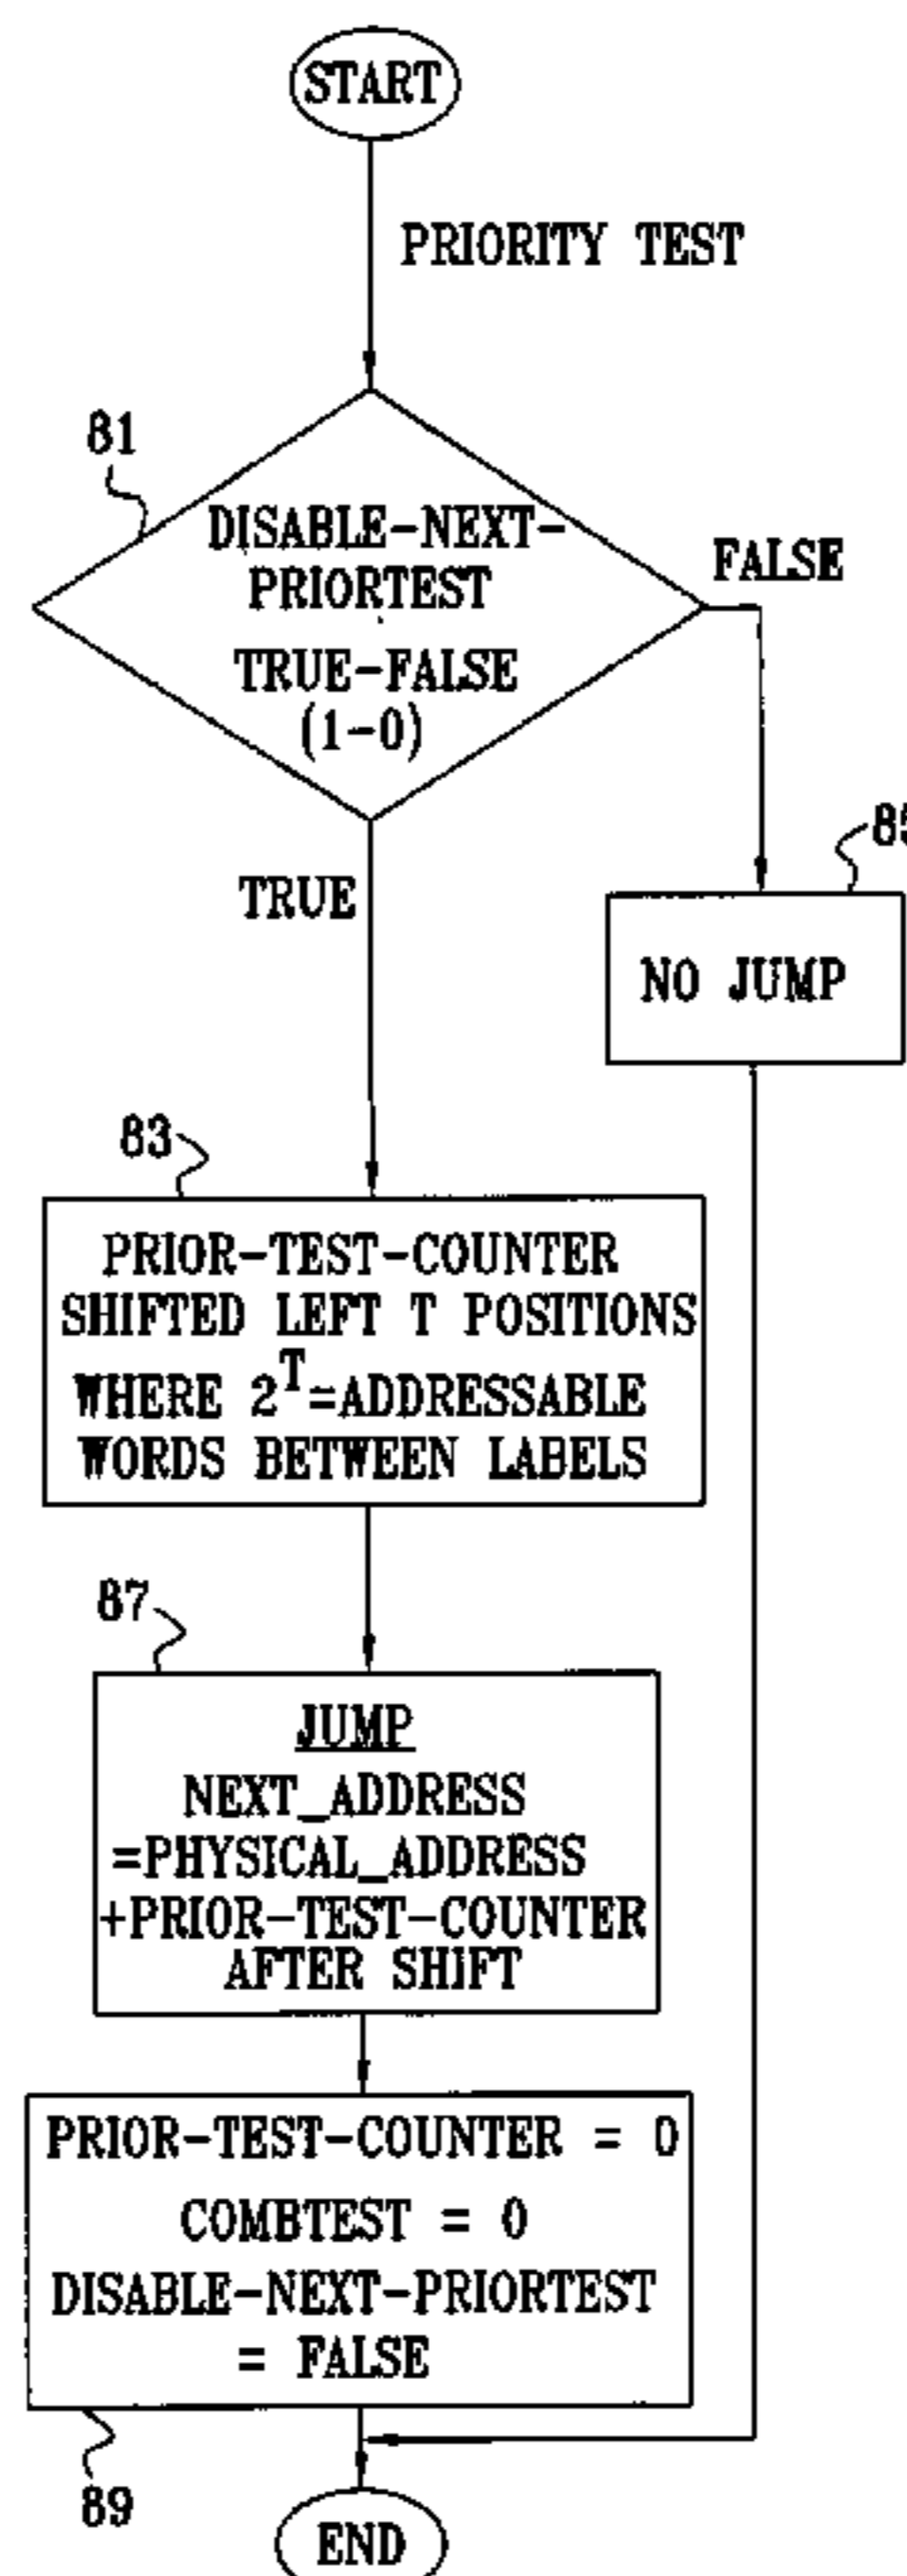 START
PRIORITY TEST
81
DISABLE-NEXT-
PRIORTEST
TRUE-FALSE
(1-0)
FALSE
TRUE
85
NO JUMP
83
PRIOR-TEST-COUNTER
SHIFTED LEFT T POSITIONS
WHERE 2^T=ADDRESSABLE
WORDS BETWEEN LABELS
87
JUMP
NEXT_ADDRESS
=PHYSICAL_ADDRESS
+PRIOR-TEST-COUNTER
AFTER SHIFT
PRIOR-TEST-COUNTER = 0
COMBTEST = 0
DISABLE-NEXT-PRIORTEST
= FALSE
89
END